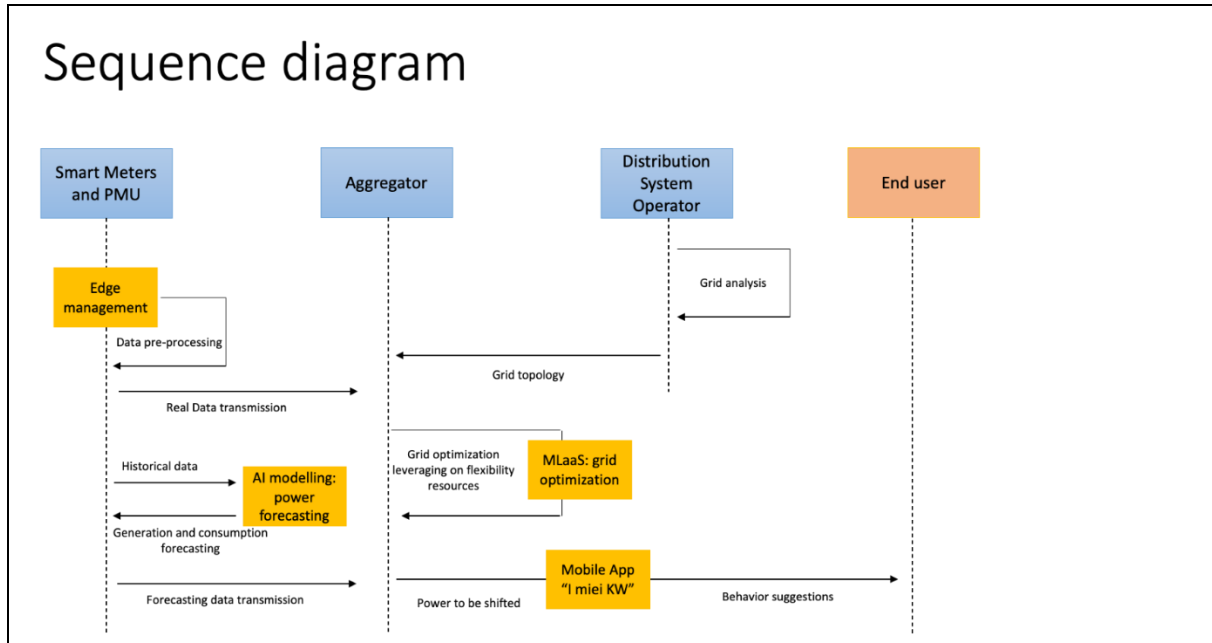 Sequence diagram
Smart Meters
and PMU
Aggregator
Distribution
System
Operator
End user
Edge
management
Grid analysis
Data pre-processing
Grid topology
Real Data transmission
Historical data
AI modelling:
power
forecasting
Generation and consumption
forecasting
Grid optimization
leveraging on flexibility
resources
MLaaS: grid
optimization
Forecasting data transmission
Power to be shifted
Mobile App
“I miei KW”
Behavior suggestions